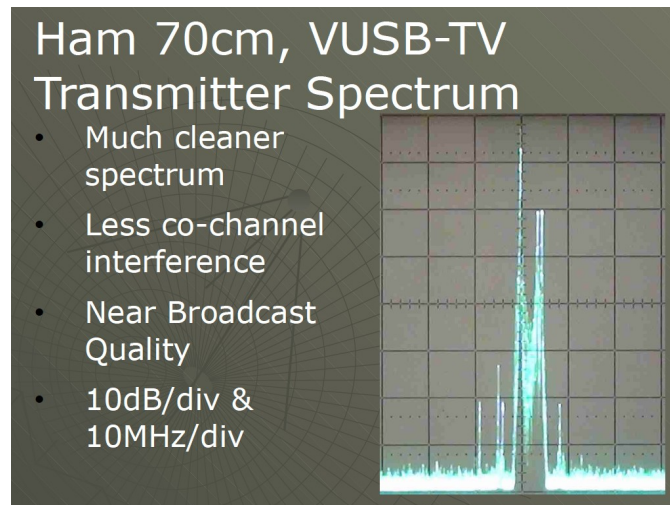 Ham 70cm, VUSB-TV
Transmitter Spectrum
• Much cleaner
spectrum
• Less co-channel
interference
• Near Broadcast
Quality
• 10dB/div &
10MHz/div